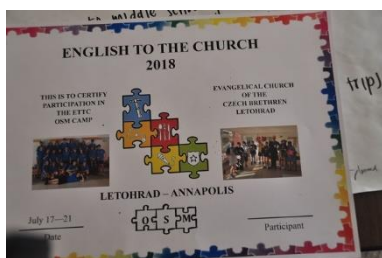 middle
ENGLISH TO THE CHURCH
2018
THIS IS TO CERTIFY
PARTICIPATION IN
THE ETTC
OSM CAMP
EVANGELICAL CHURCH
OF THE
CZECH BRETHREN
LETOHRAD
trips
LETOHRAD – ANNAPOLIS
O S M
July 17—21
Date
Participant